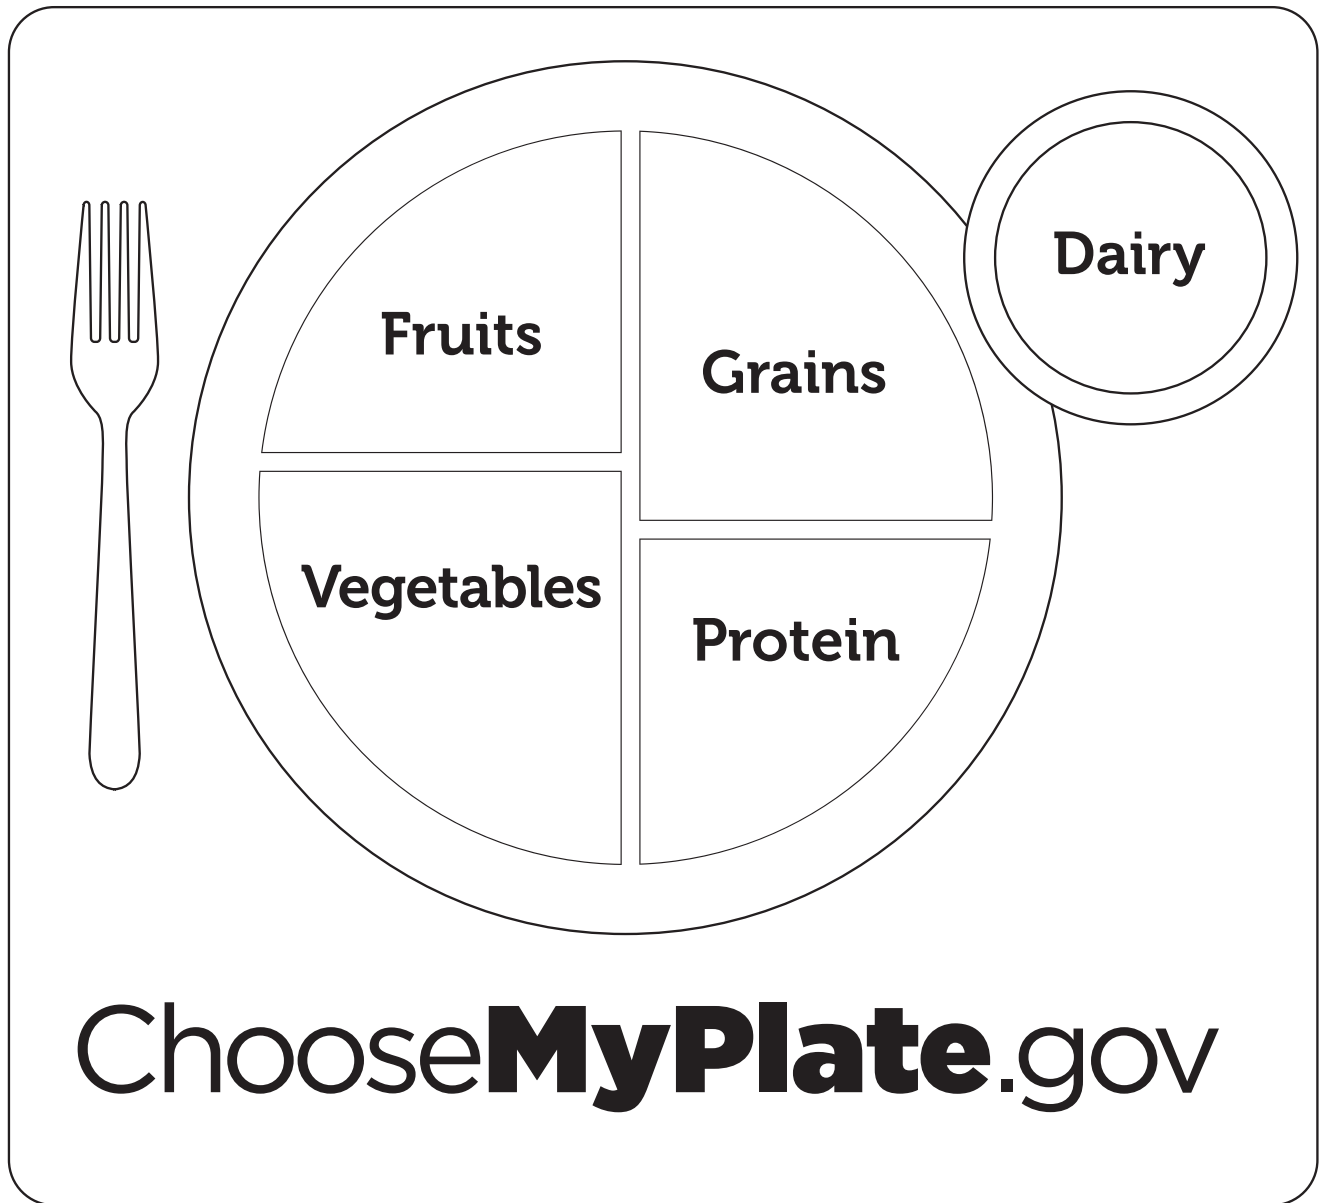 Fruits
Grains
Dairy
Vegetables
Protein
ChooseMyPlate.gov